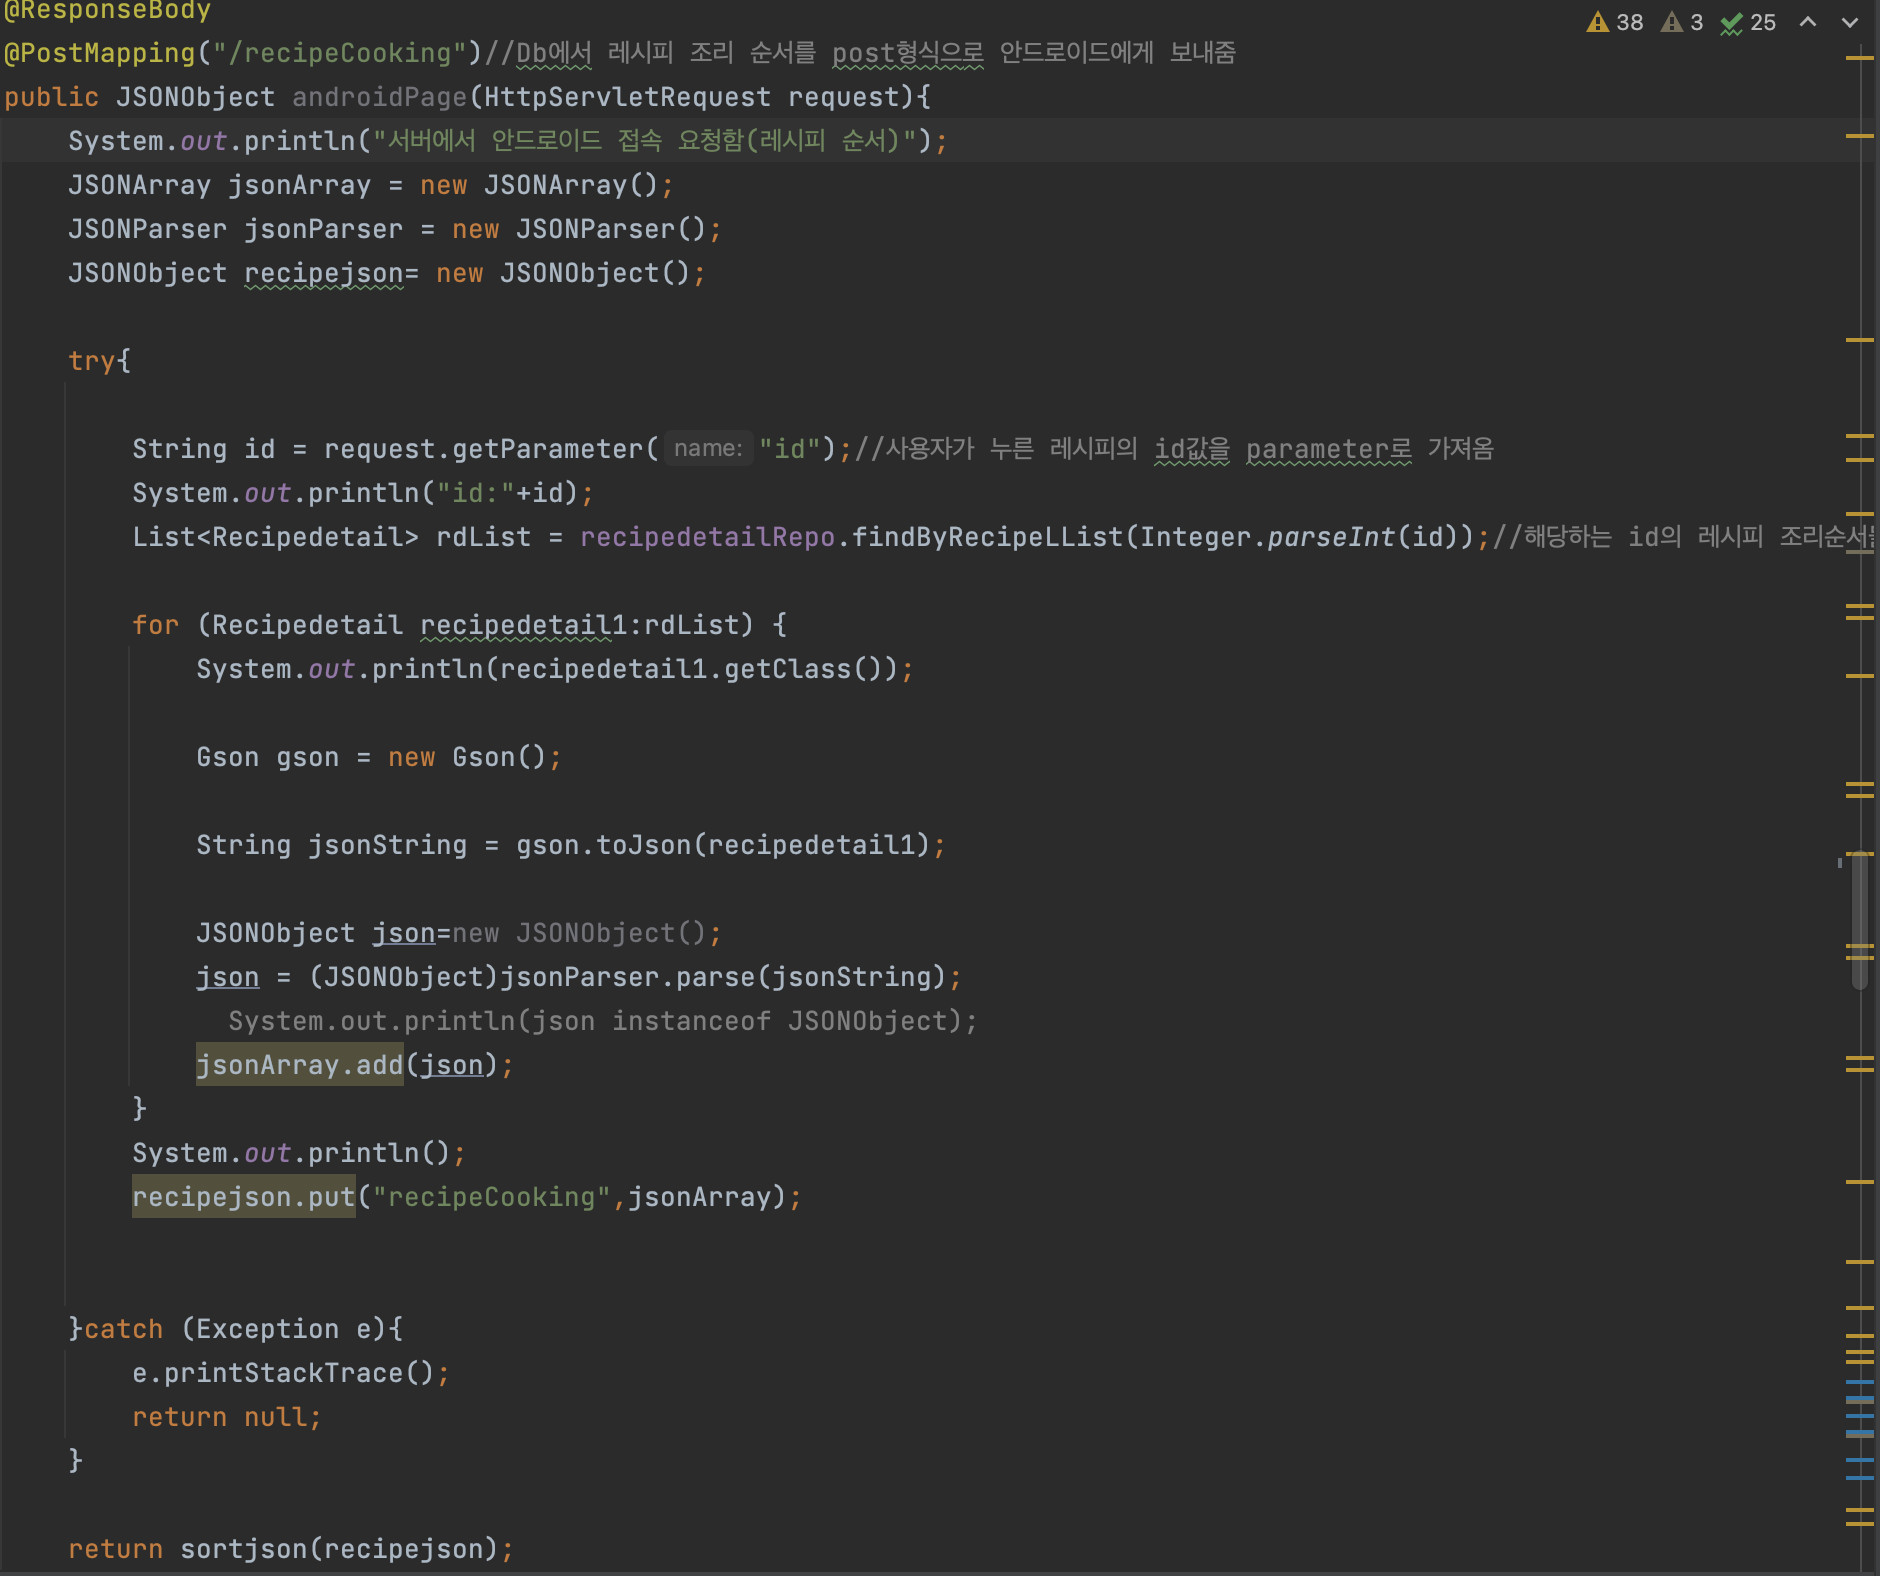 @ResponseBody
38 3 25
@PostMapping("/recipeCooking")//Db에서 레시피 조리 순서를 post형식으로 안드로이드에게 보내줌
public JSONObject androidPage(HttpServletRequest request){
System.out.println("서버에서 안드로이드 접속 요청함(레시피 순서)");
JSONArray jsonArray = new JSONArray();
JSONParser jsonParser = new JSONParser();
JSONObject recipejson= new JSONObject();
try{
String id = request.getParameter( name: "id");//사용자가 누른 레시피의 id값을 parameter로 가져옴
System.out.println("id:"+id);
List<Recipedetail> rdList = recipedetailRepo.findByRecipeLList(Integer.parseInt(id));//해당하는 id의 레시피 조리순서를
for (Recipedetail recipedetail1:rdList) {
System.out.println(recipedetail1.getClass());
Gson gson = new Gson();
String jsonString = gson.toJson(recipedetail1);
JSONObject json=new JSONObject();
json = (JSONObject)jsonParser.parse(jsonString);
System.out.println(json instanceof JSONObject);
jsonArray.add(json);
}
System.out.println();
recipejson.put("recipeCooking",jsonArray);
}catch (Exception e){
e.printStackTrace();
return null;
}
return sortjson(recipejson);